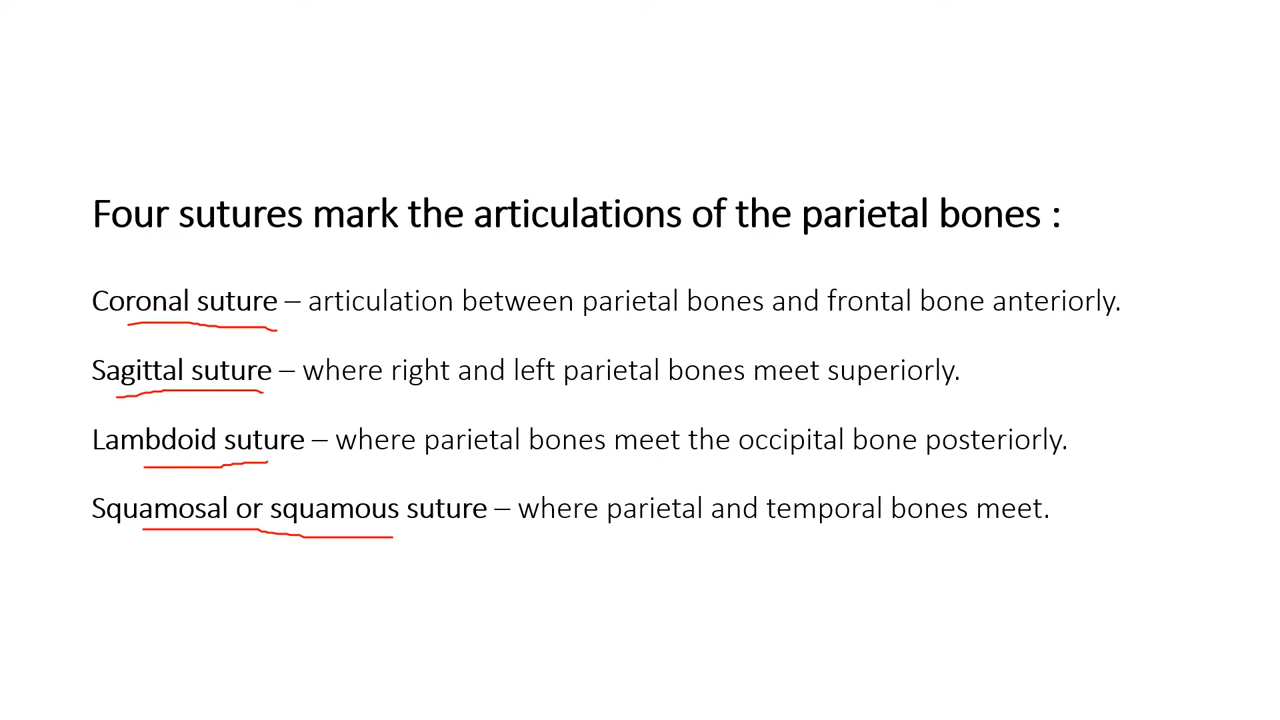 Four sutures mark the articulations of the parietal bones :
Coronal suture – articulation between parietal bones and frontal bone anteriorly.
Sagittal suture – where right and left parietal bones meet superiorly.
Lambdoid suture – where parietal bones meet the occipital bone posteriorly.
Squamosal or squamous suture – where parietal and temporal bones meet.